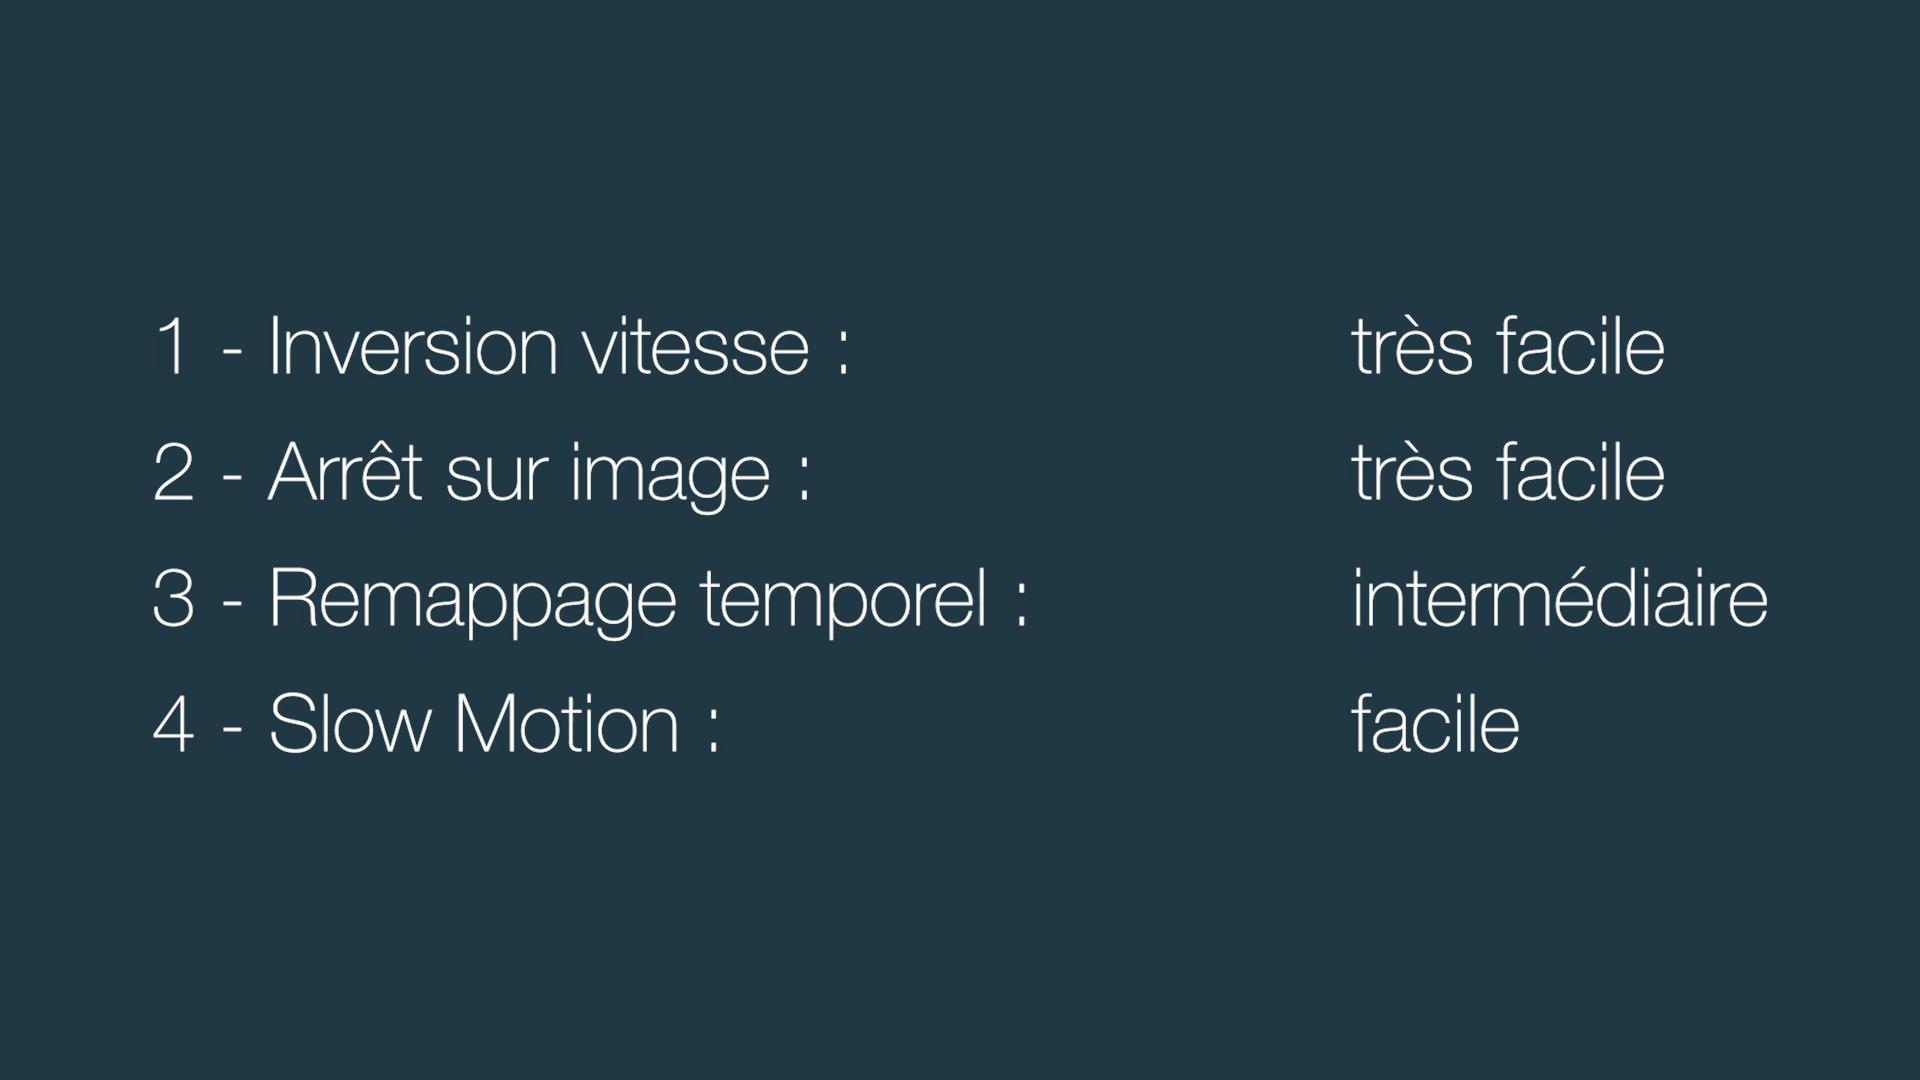 1 - Inversion vitesse : très facile
2 - Arrêt sur image : très facile
3 - Remappage temporel : intermédiaire
4 - Slow Motion : facile